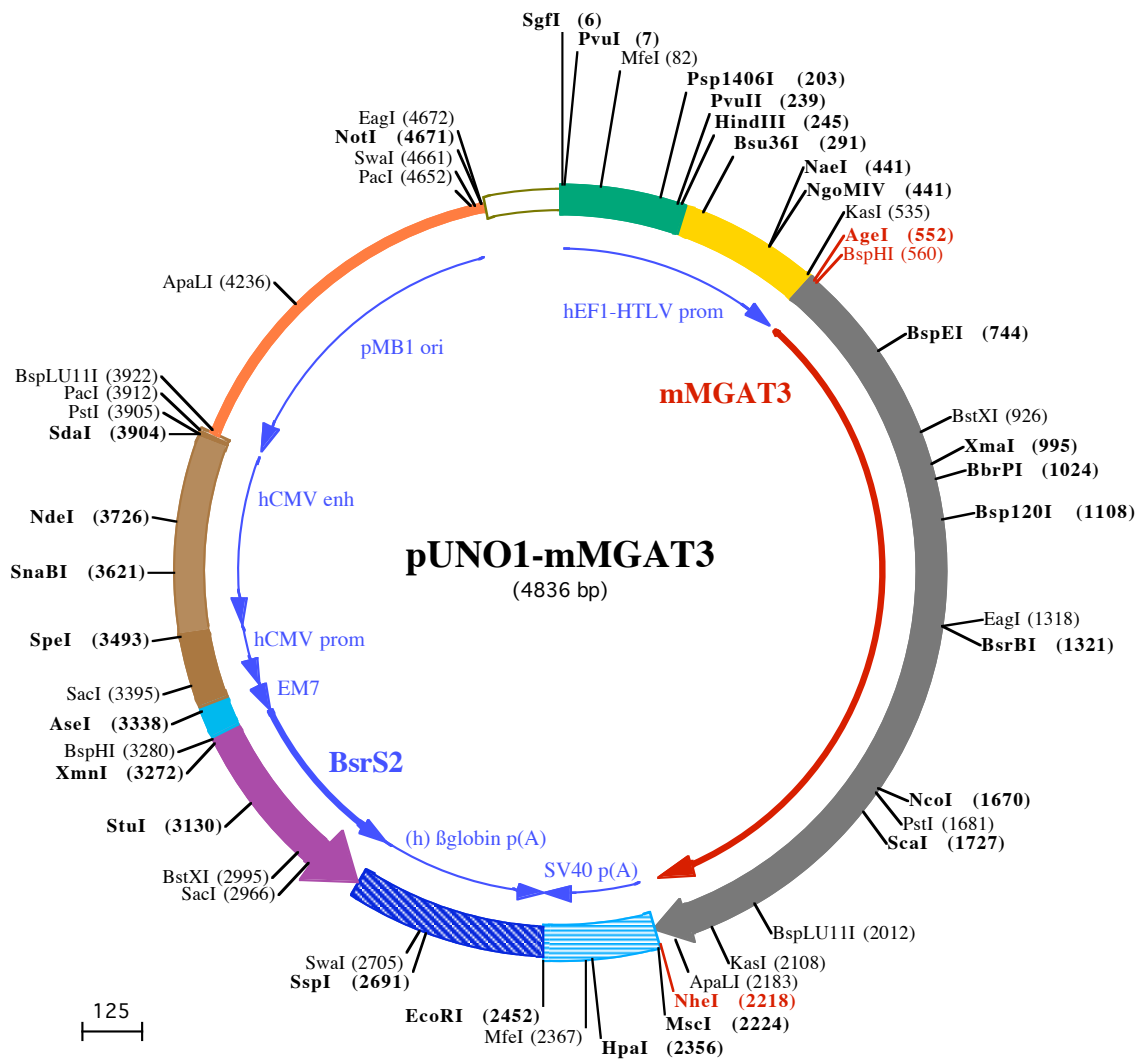 SgfI (6)
PvuI (7)
MfeI (82)
Psp1406I (203)
PvuII (239)
HindIII (245)
Bsu36I (291)
NaeI (441)
NgoMIV (441)
KasI (535)
AgeI (552)
BspHI (560)
BspEI (744)
BstXI (926)
XmaI (995)
BbrPI (1024)
Bsp120I (1108)
EagI (1318)
BsrBI (1321)
NcoI (1670)
PstI (1681)
ScaI (1727)
BspLU11I (2012)
KasI (2108)
ApaLI (2183)
NheI (2218)
MscI (2224)
HpaI (2356)
MfeI (2367)
EcoRI (2452)
SspI (2691)
SwaI (2705)
SacI (2966)
BstXI (2995)
StuI (3130)
XmnI (3272)
BspHI (3280)
AseI (3338)
SacI (3395)
SpeI (3493)
SnaBI (3621)
NdeI (3726)
SdaI (3904)
PstI (3905)
PacI (3912)
BspLU11I (3922)
ApaLI (4236)
PacI (4652)
SwaI (4661)
NotI (4671)
EagI (4672)
hEF1-HTLV prom
pMB1 ori
mMGAT3
hCMV enh
pUNO1-mMGAT3
(4836 bp)
hCMV prom
EM7
BsrS2
(h) ßglobin p(A)
SV40 p(A)
125